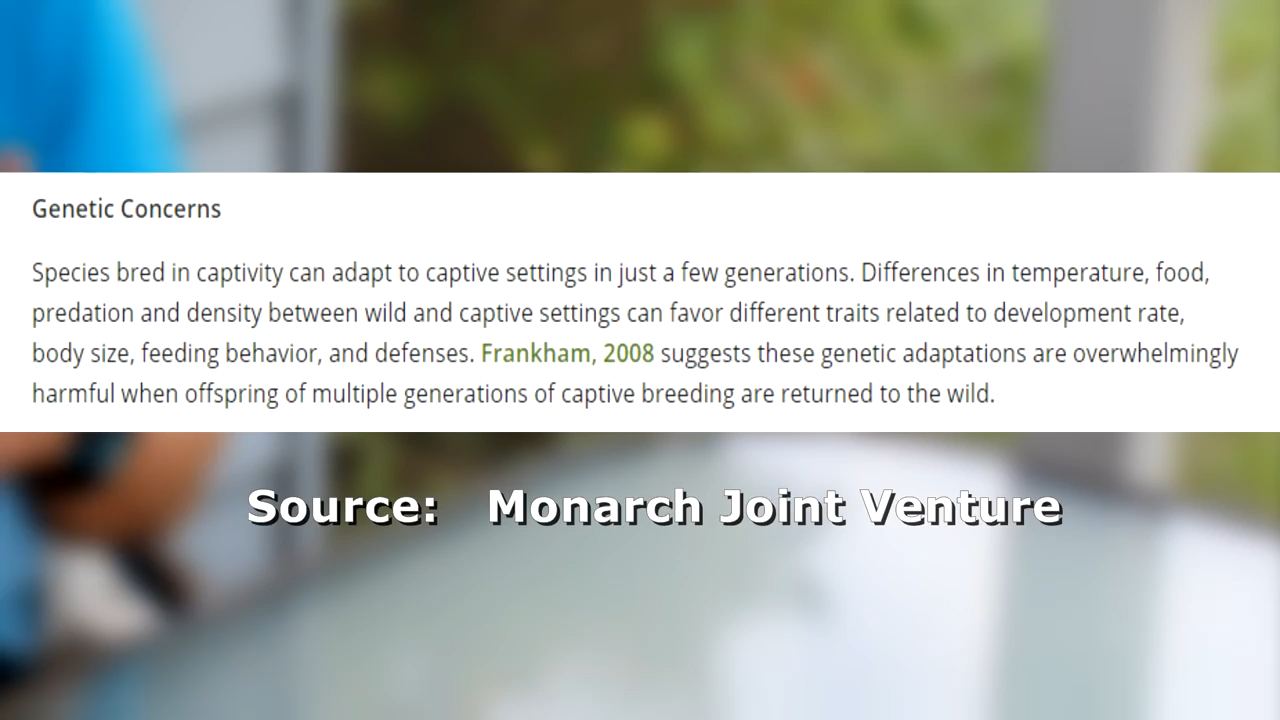 Genetic Concerns
Species bred in captivity can adapt to captive settings in just a few generations. Differences in temperature, food,
predation and density between wild and captive settings can favor different traits related to development rate,
body size, feeding behavior, and defenses. Frankham, 2008 suggests these genetic adaptations are overwhelmingly
harmful when offspring of multiple generations of captive breeding are returned to the wild.
Source: Monarch Joint Venture